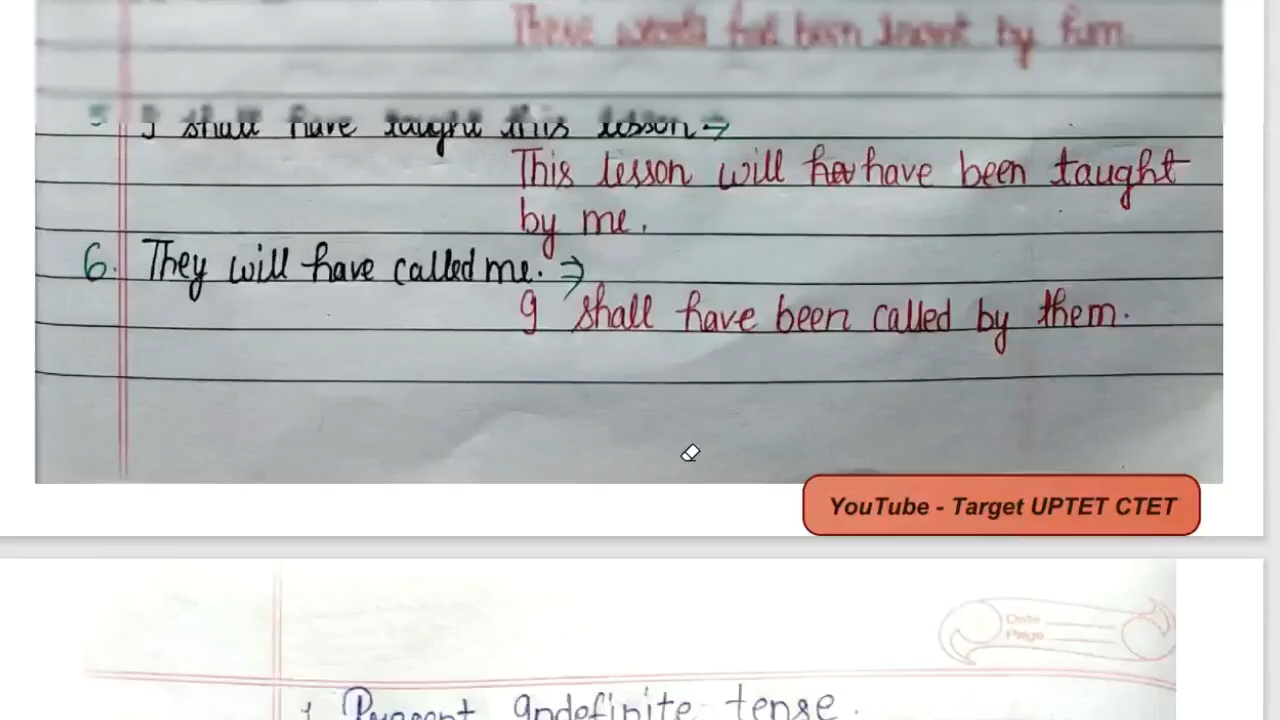 These words had been learnt by him.
5 I shall have taught this lesson →
This lesson will have been taught
by me.
6. They will have called me. ⇒
I shall have been called by them.
YouTube - Target UPTET CTET
Date
Page
1. Present Indefinite tense.